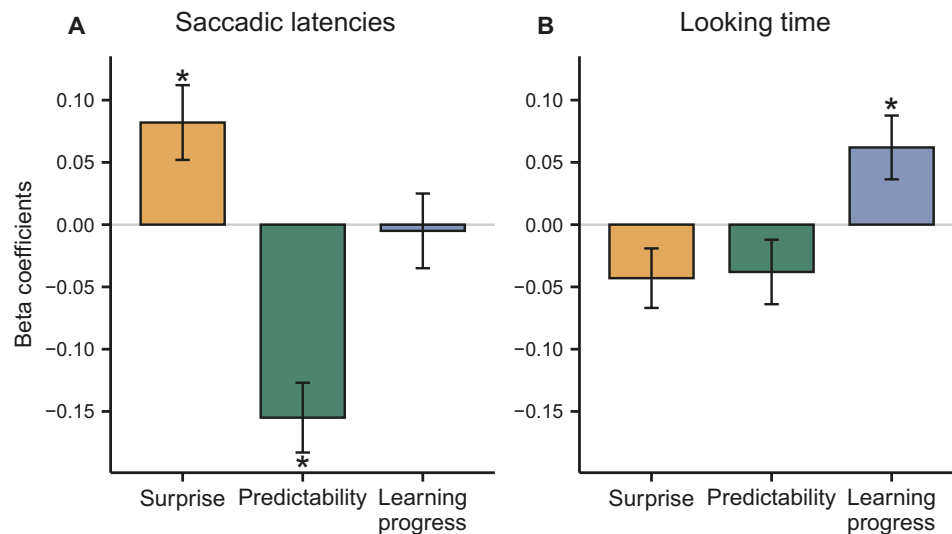 A Saccadic latencies
B Looking time
Beta coefficients
0.10
0.05
0.00
−0.05
−0.10
−0.15
*
*
Surprise Predictability Learning
progress
0.10
0.05
0.00
−0.05
−0.10
−0.15
*
Surprise Predictability Learning
progress